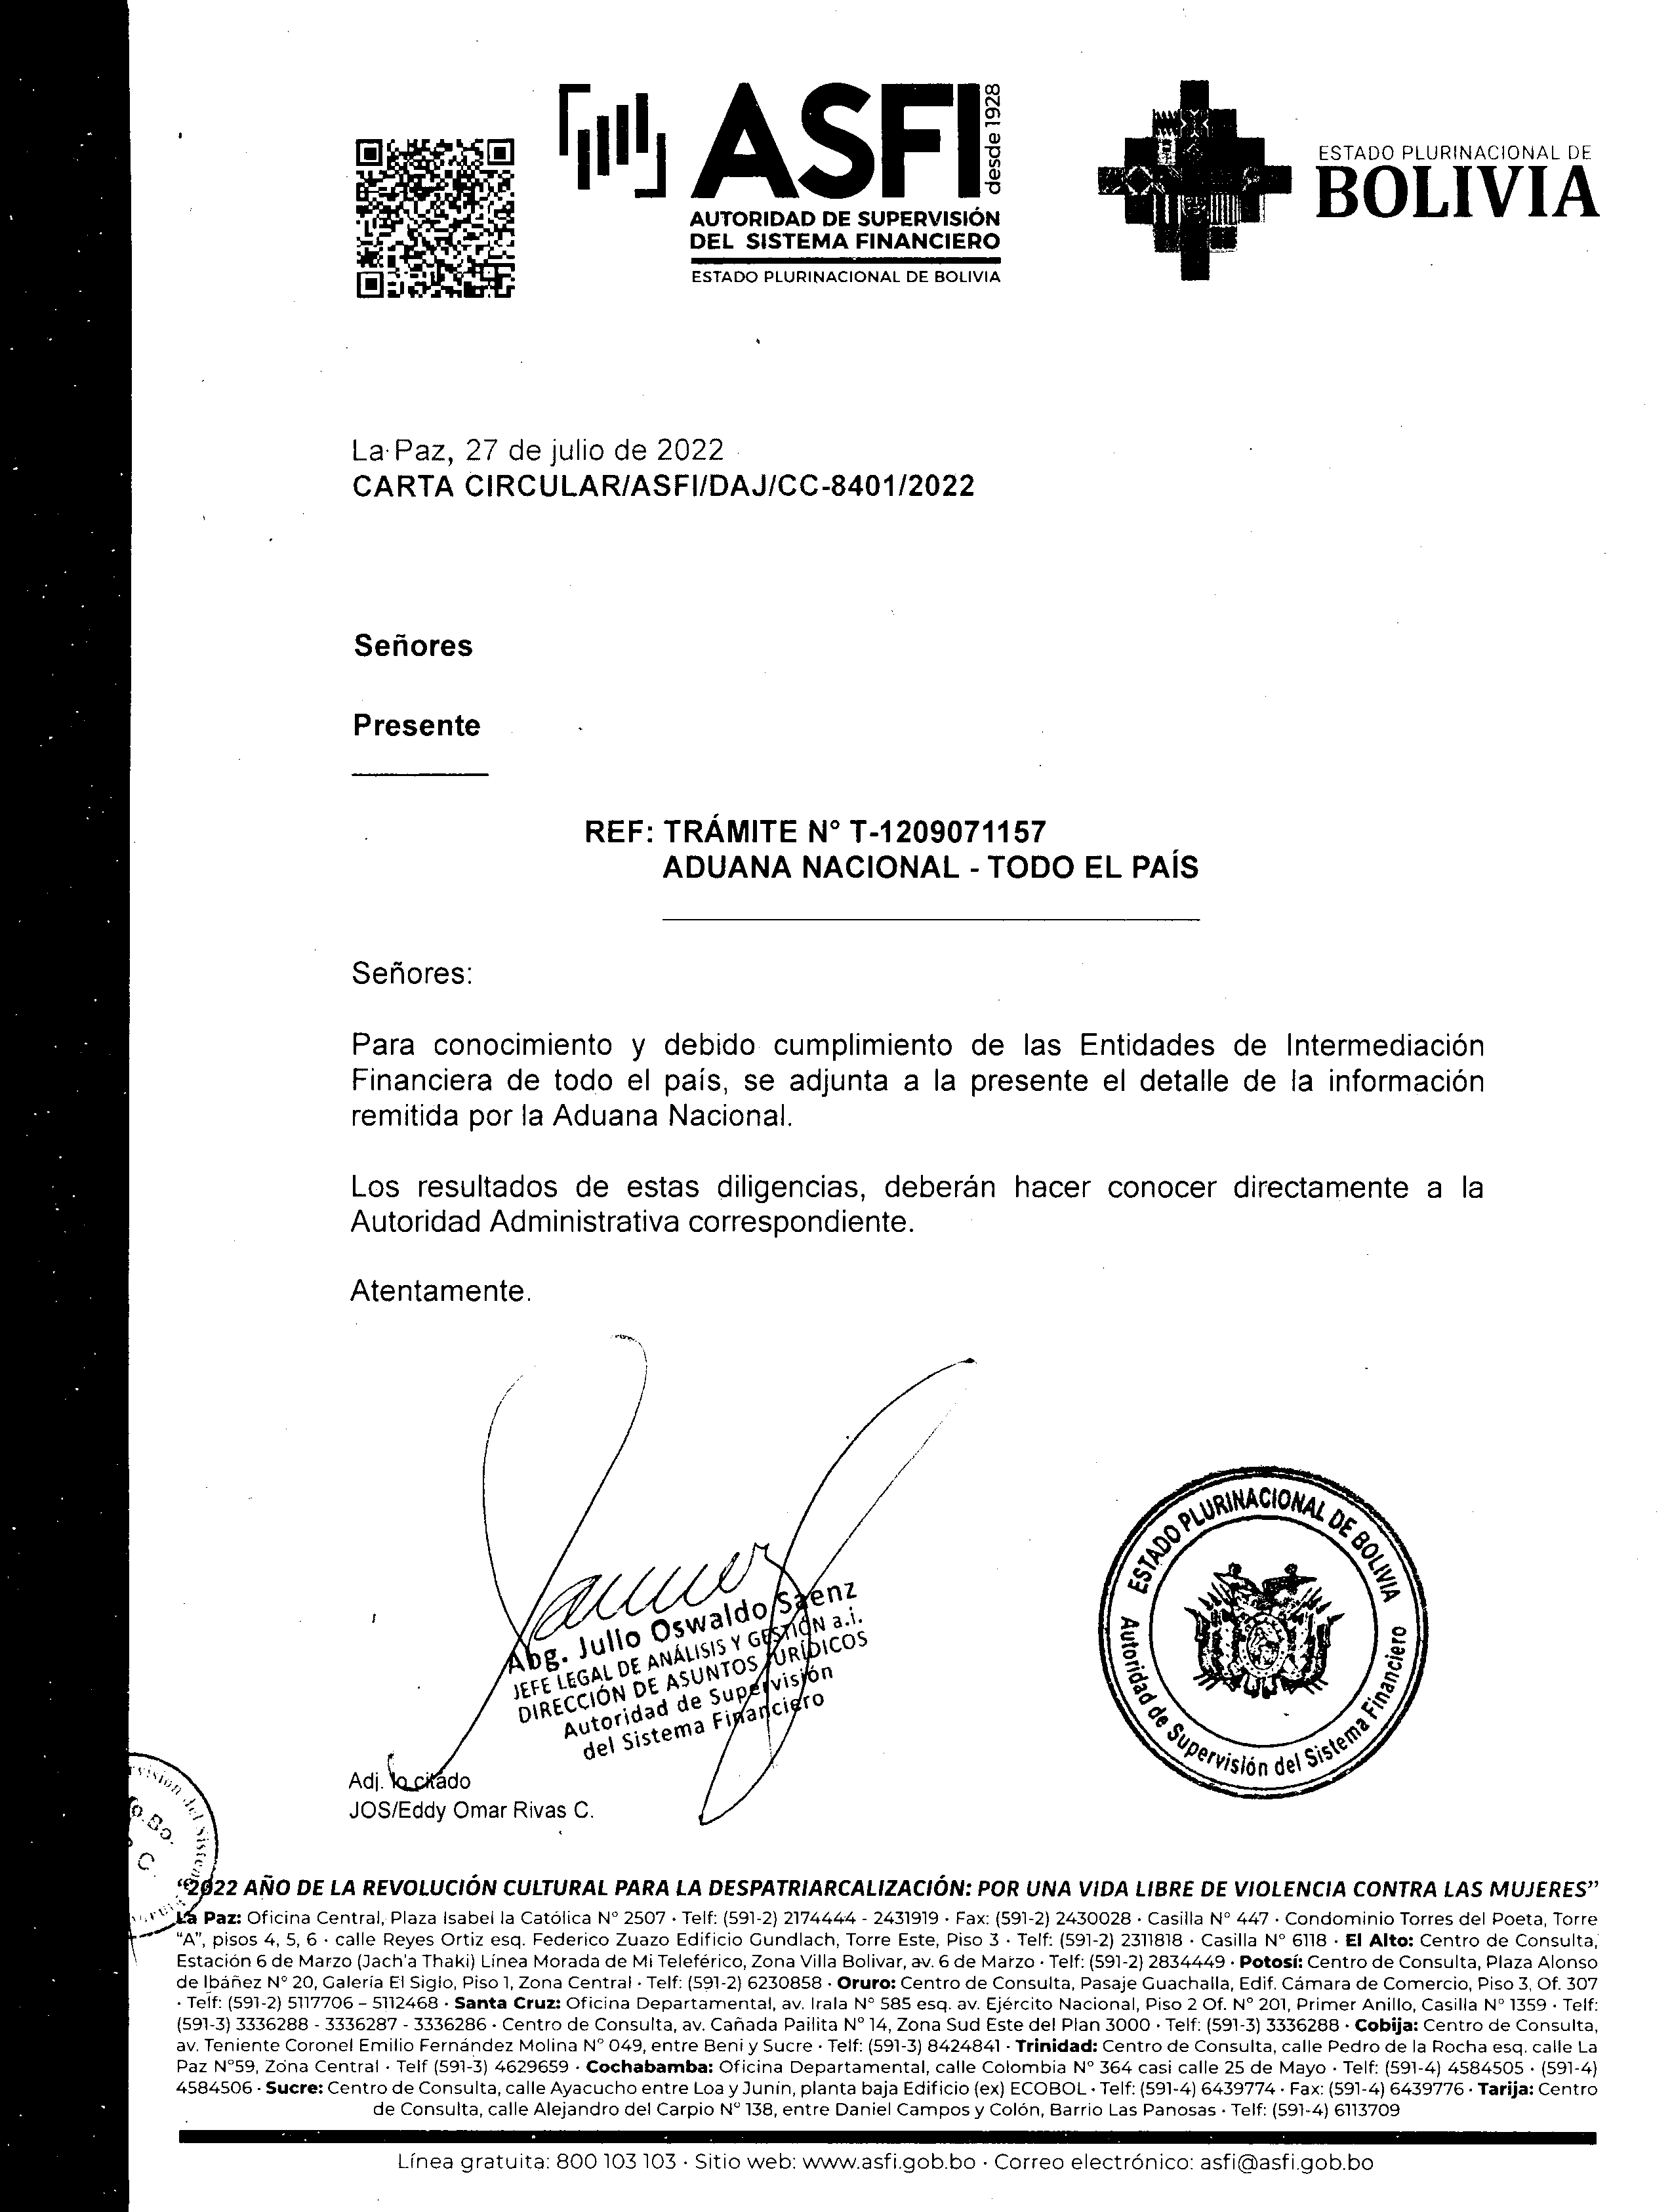 ASFI desde 1928
AUTORIDAD DE SUPERVISIÓN
DEL SISTEMA FINANCIERO
ESTADO PLURINACIONAL DE BOLIVIA
ESTADO PLURINACIONAL DE
BOLIVIA
La Paz, 27 de julio de 2022
CARTA CIRCULAR/ASFI/DAJ/CC-8401/2022
Señores
Presente
REF: TRÁMITE N° T-1209071157
ADUANA NACIONAL - TODO EL PAÍS
Señores:
Para conocimiento y debido cumplimiento de las Entidades de Intermediación
Financiera de todo el país, se adjunta a la presente el detalle de la información
remitida por la Aduana Nacional.
Los resultados de estas diligencias, deberán hacer conocer directamente a la
Autoridad Administrativa correspondiente.
Atentamente.
Abg. Julio Oswaldo Saenz
JEFE LEGAL DE ANÁLISIS Y GESTIÓN a.i.
DIRECCIÓN DE ASUNTOS JURÍDICOS
Autoridad de Supervisión
del Sistema Financiero
ESTADO PLURINACIONAL DE BOLIVIA
Autoridad de Supervisión del Sistema Financiero
Adj. lo citado
JOS/Eddy Omar Rivas C.
"2022 AÑO DE LA REVOLUCIÓN CULTURAL PARA LA DESPATRIARCALIZACIÓN: POR UNA VIDA LIBRE DE VIOLENCIA CONTRA LAS MUJERES"
La Paz: Oficina Central, Plaza Isabel la Católica N° 2507 · Telf: (591-2) 2174444 - 2431919 · Fax: (591-2) 2430028 · Casilla N° 447 · Condominio Torres del Poeta, Torre
"A", pisos 4, 5, 6 · calle Reyes Ortiz esq. Federico Zuazo Edificio Gundlach, Torre Este, Piso 3 · Telf: (591-2) 2311818 · Casilla N° 6118 · El Alto: Centro de Consulta,
Estación 6 de Marzo (Jach'a Thaki) Línea Morada de Mi Teleférico, Zona Villa Bolivar, av. 6 de Marzo · Telf: (591-2) 2834449 · Potosí: Centro de Consulta, Plaza Alonso
de Ibáñez N° 20, Galería El Siglo, Piso 1, Zona Central · Telf: (591-2) 6230858 · Oruro: Centro de Consulta, Pasaje Guachalla, Edif. Cámara de Comercio, Piso 3, Of. 307
· Telf: (591-2) 5117706 – 5112468 · Santa Cruz: Oficina Departamental, av. Irala N° 585 esq. av. Ejército Nacional, Piso 2 Of. N° 201, Primer Anillo, Casilla N° 1359 · Telf:
(591-3) 3336288 - 3336287 - 3336286 · Centro de Consulta, av. Cañada Pailita N° 14, Zona Sud Este del Plan 3000 · Telf: (591-3) 3336288 · Cobija: Centro de Consulta,
av. Teniente Coronel Emilio Fernández Molina N° 049, entre Beni y Sucre · Telf: (591-3) 8424841 · Trinidad: Centro de Consulta, calle Pedro de la Rocha esq. calle La
Paz N°59, Zona Central · Telf (591-3) 4629659 · Cochabamba: Oficina Departamental, calle Colombia N° 364 casi calle 25 de Mayo · Telf: (591-4) 4584505 · (591-4)
4584506 · Sucre: Centro de Consulta, calle Ayacucho entre Loa y Junín, planta baja Edificio (ex) ECOBOL · Telf: (591-4) 6439774 · Fax: (591-4) 6439776 · Tarija: Centro
de Consulta, calle Alejandro del Carpio N° 138, entre Daniel Campos y Colón, Barrio Las Panosas · Telf: (591-4) 6113709
Línea gratuita: 800 103 103 · Sitio web: www.asfi.gob.bo · Correo electrónico: asfi@asfi.gob.bo